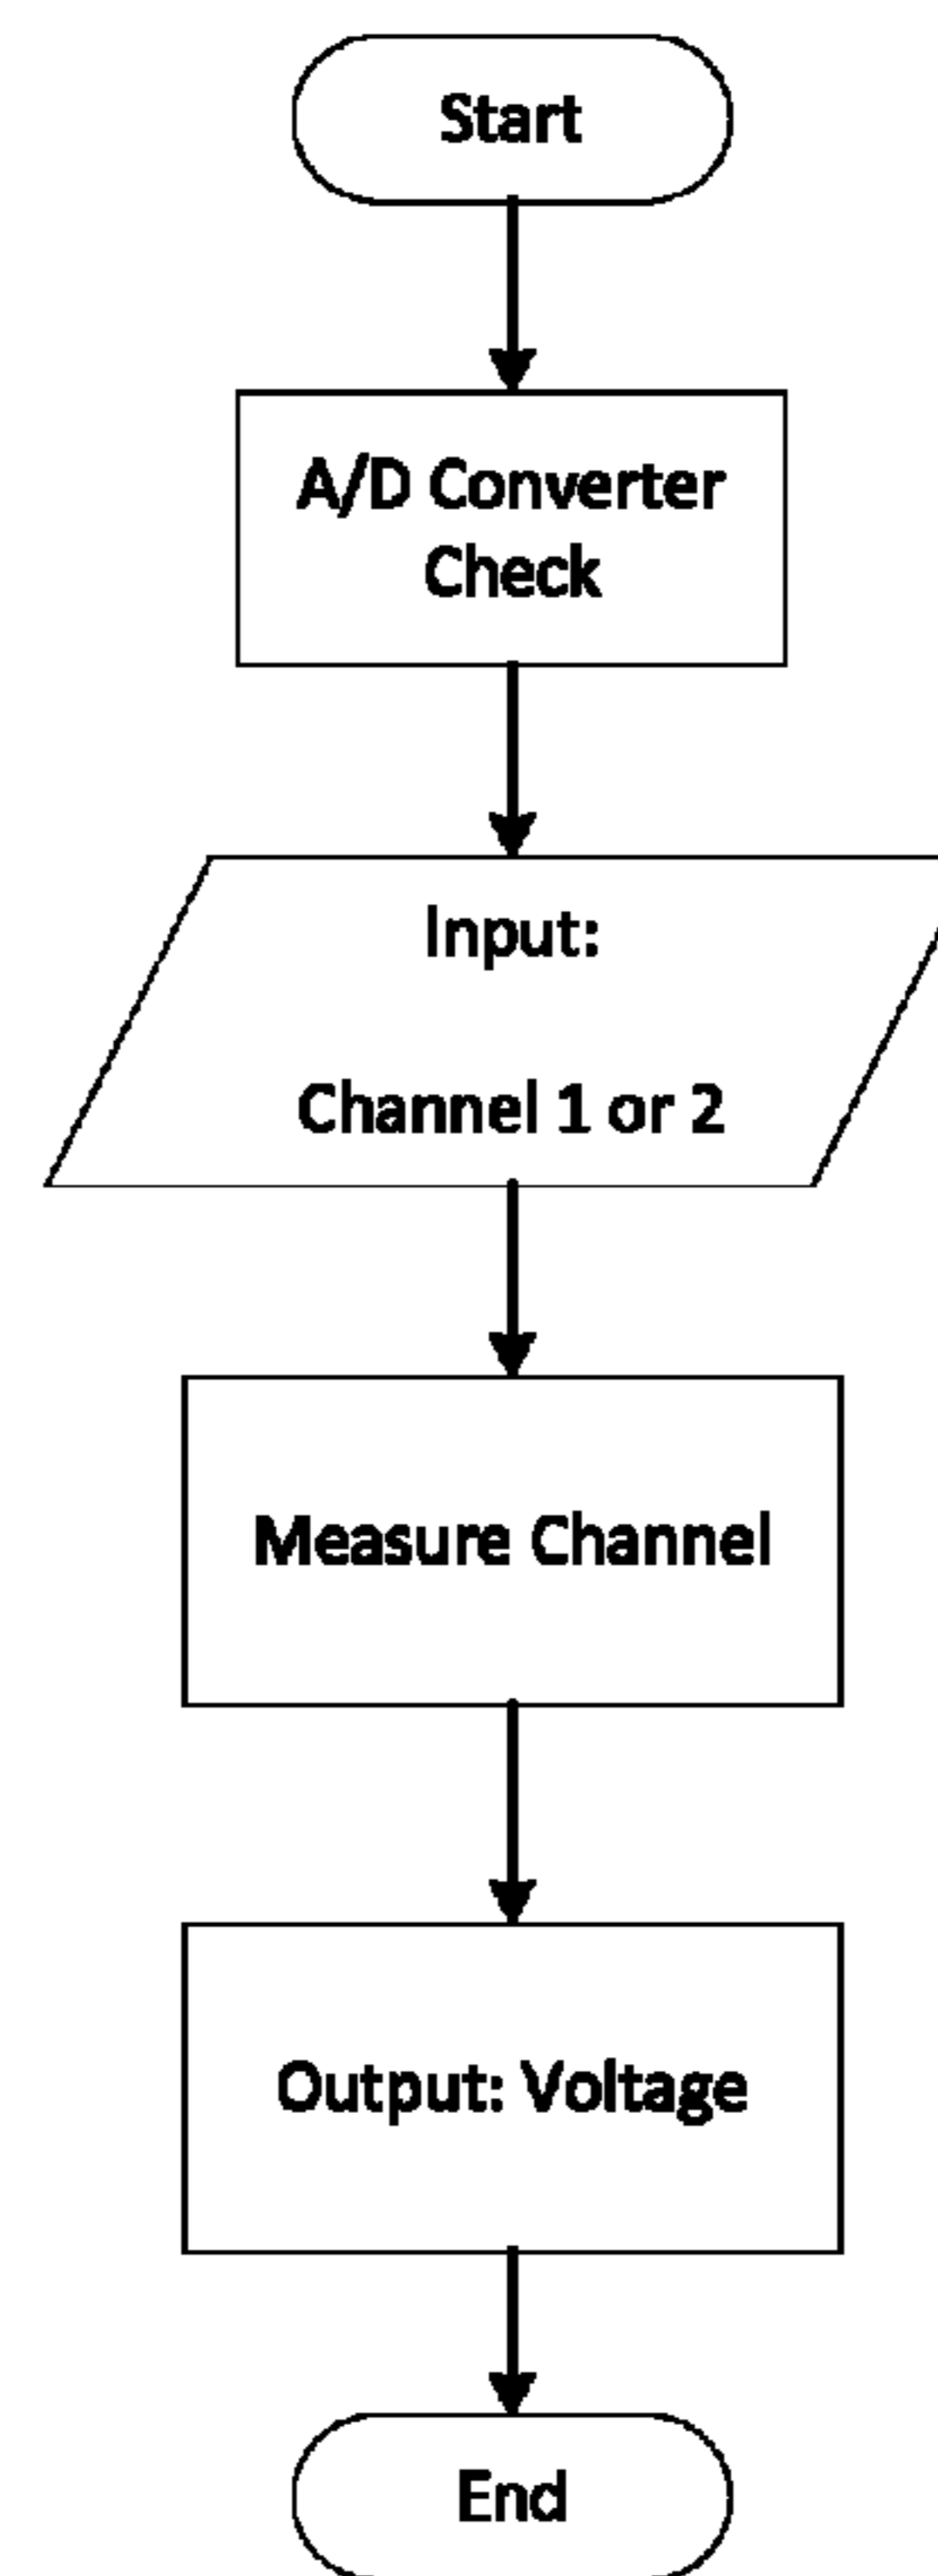 Start
A/D Converter
Check
Input:
Channel 1 or 2
Measure Channel
Output: Voltage
End